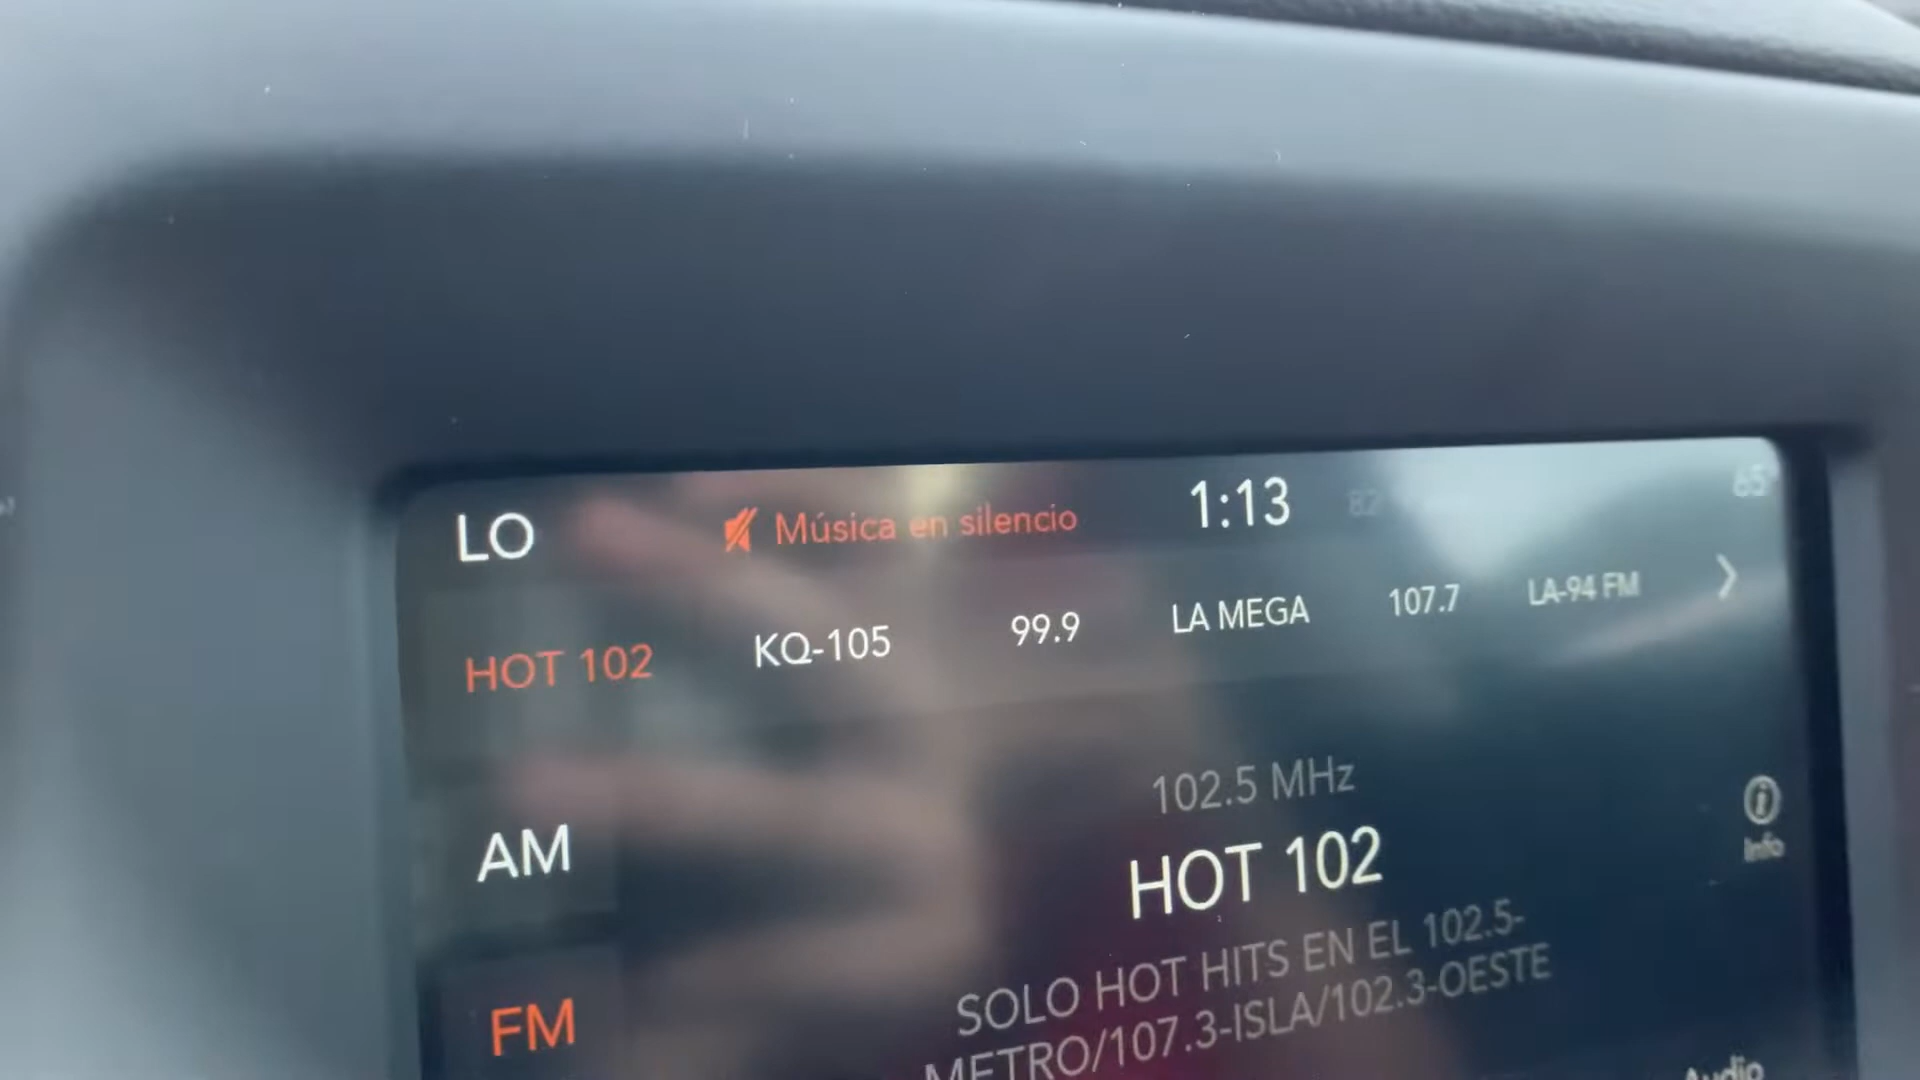 LO Música en silencio 1:13 82 65°
HOT 102 KQ-105 99.9 LA MEGA 107.7 LA-94 FM
102.5 MHz
HOT 102
Info
AM
SOLO HOT HITS EN EL 102.5-
METRO/107.3-ISLA/102.3-OESTE
FM
Audio